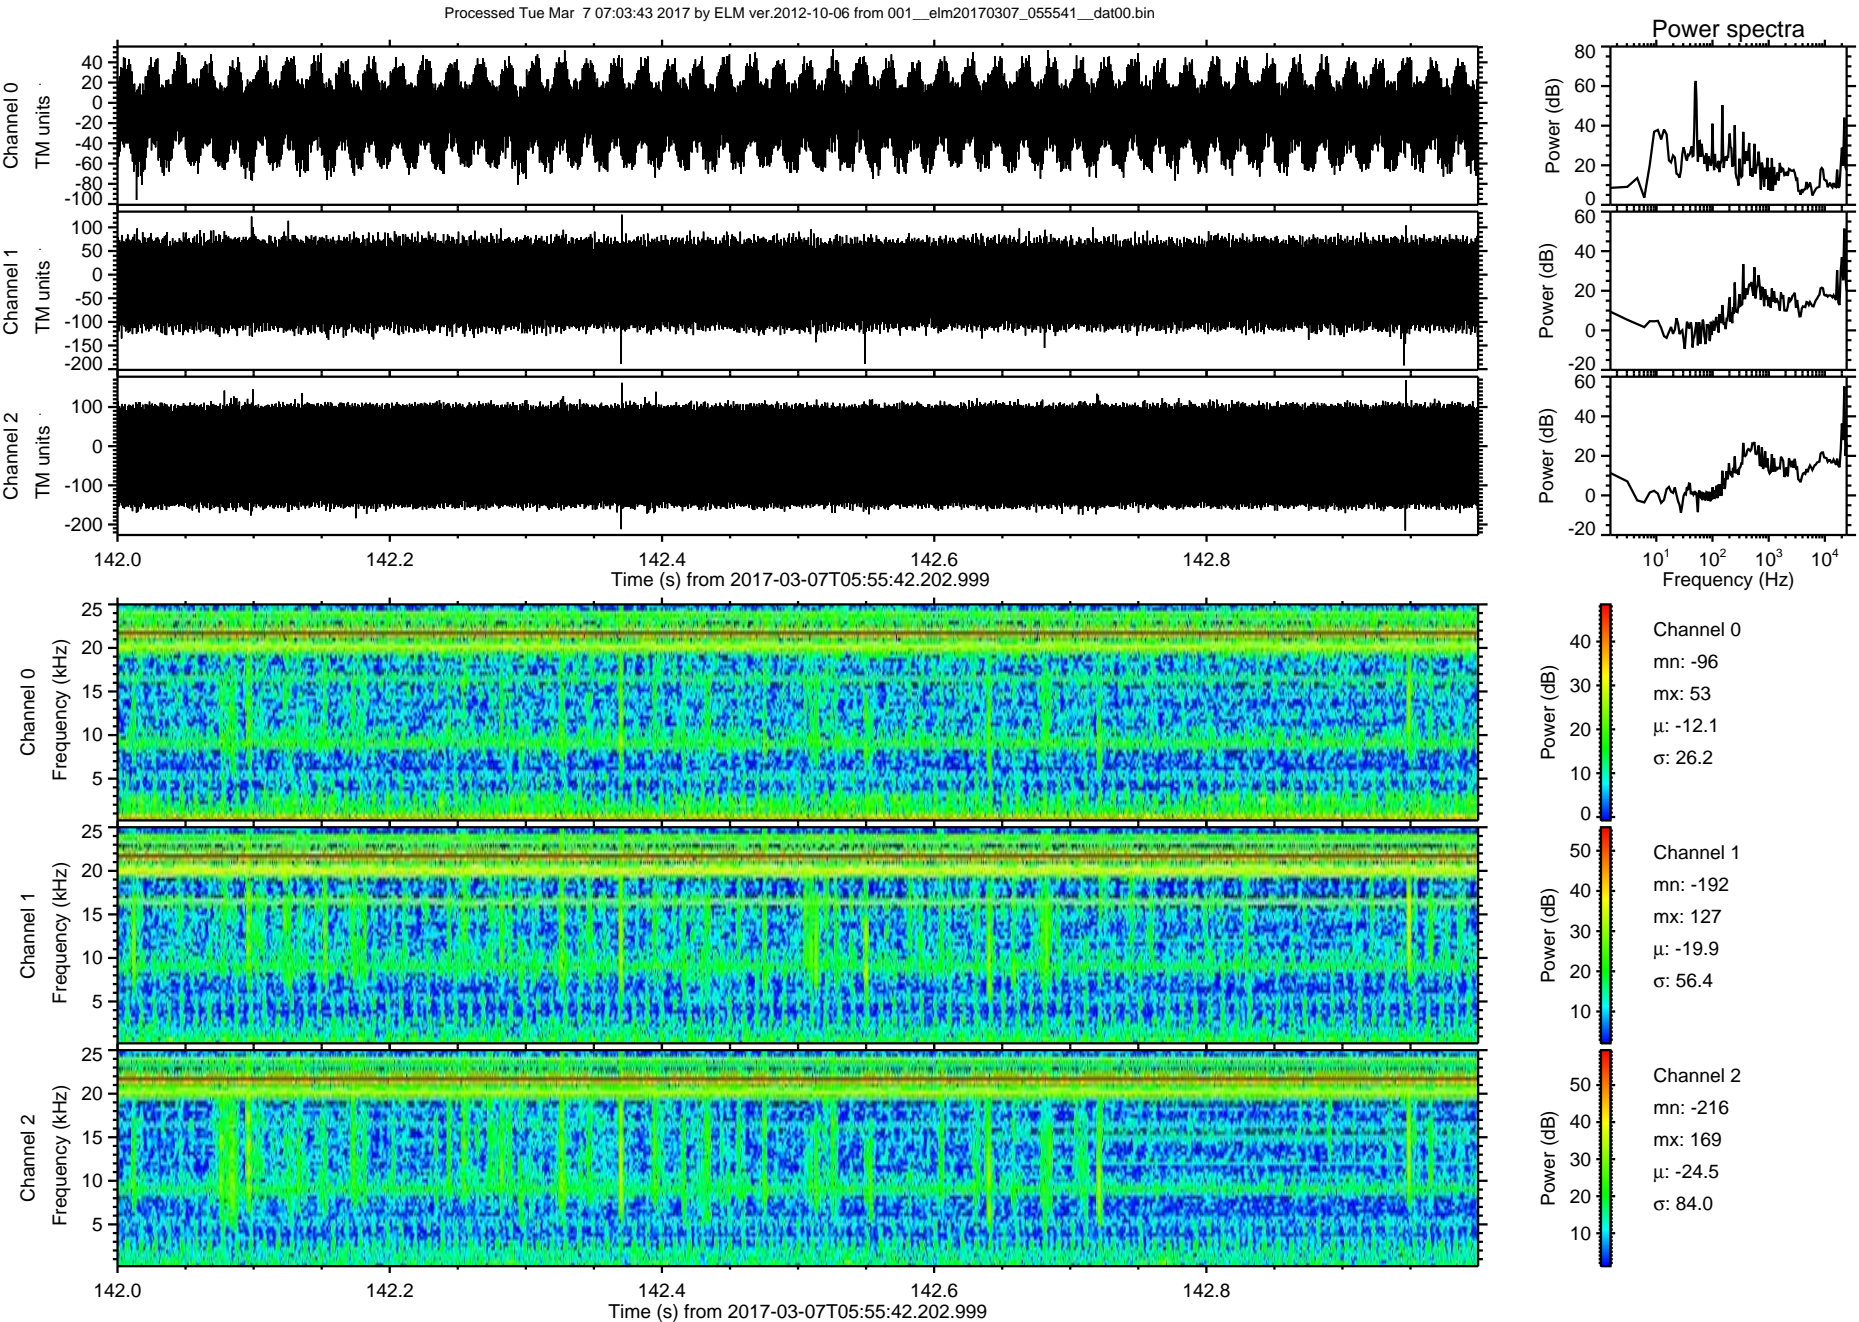 Processed Tue Mar  7 07:03:43 2017 by ELM ver.2012-10-06 from 001__elm20170307_055541__dat00.bin
Power spectra
Channel 0
TM units
40
20
0
-20
-40
-60
-80
-100
Power (dB)
80
60
40
20
0
Channel 1
TM units
100
50
0
-50
-100
-150
-200
Power (dB)
60
40
20
0
-20
Channel 2
TM units
100
0
-100
-200
Power (dB)
60
40
20
0
-20
142.0 142.2 142.4 142.6 142.8
Time (s) from 2017-03-07T05:55:42.202.999
10¹ 10² 10³ 10⁴
Frequency (Hz)
Channel 0
Frequency (kHz)
25
20
15
10
5
Power (dB)
40
30
20
10
0
Channel 0
mn: -96
mx: 53
μ: -12.1
σ: 26.2
Channel 1
Frequency (kHz)
25
20
15
10
5
Power (dB)
50
40
30
20
10
Channel 1
mn: -192
mx: 127
μ: -19.9
σ: 56.4
Channel 2
Frequency (kHz)
25
20
15
10
5
Power (dB)
50
40
30
20
10
Channel 2
mn: -216
mx: 169
μ: -24.5
σ: 84.0
142.0 142.2 142.4 142.6 142.8
Time (s) from 2017-03-07T05:55:42.202.999